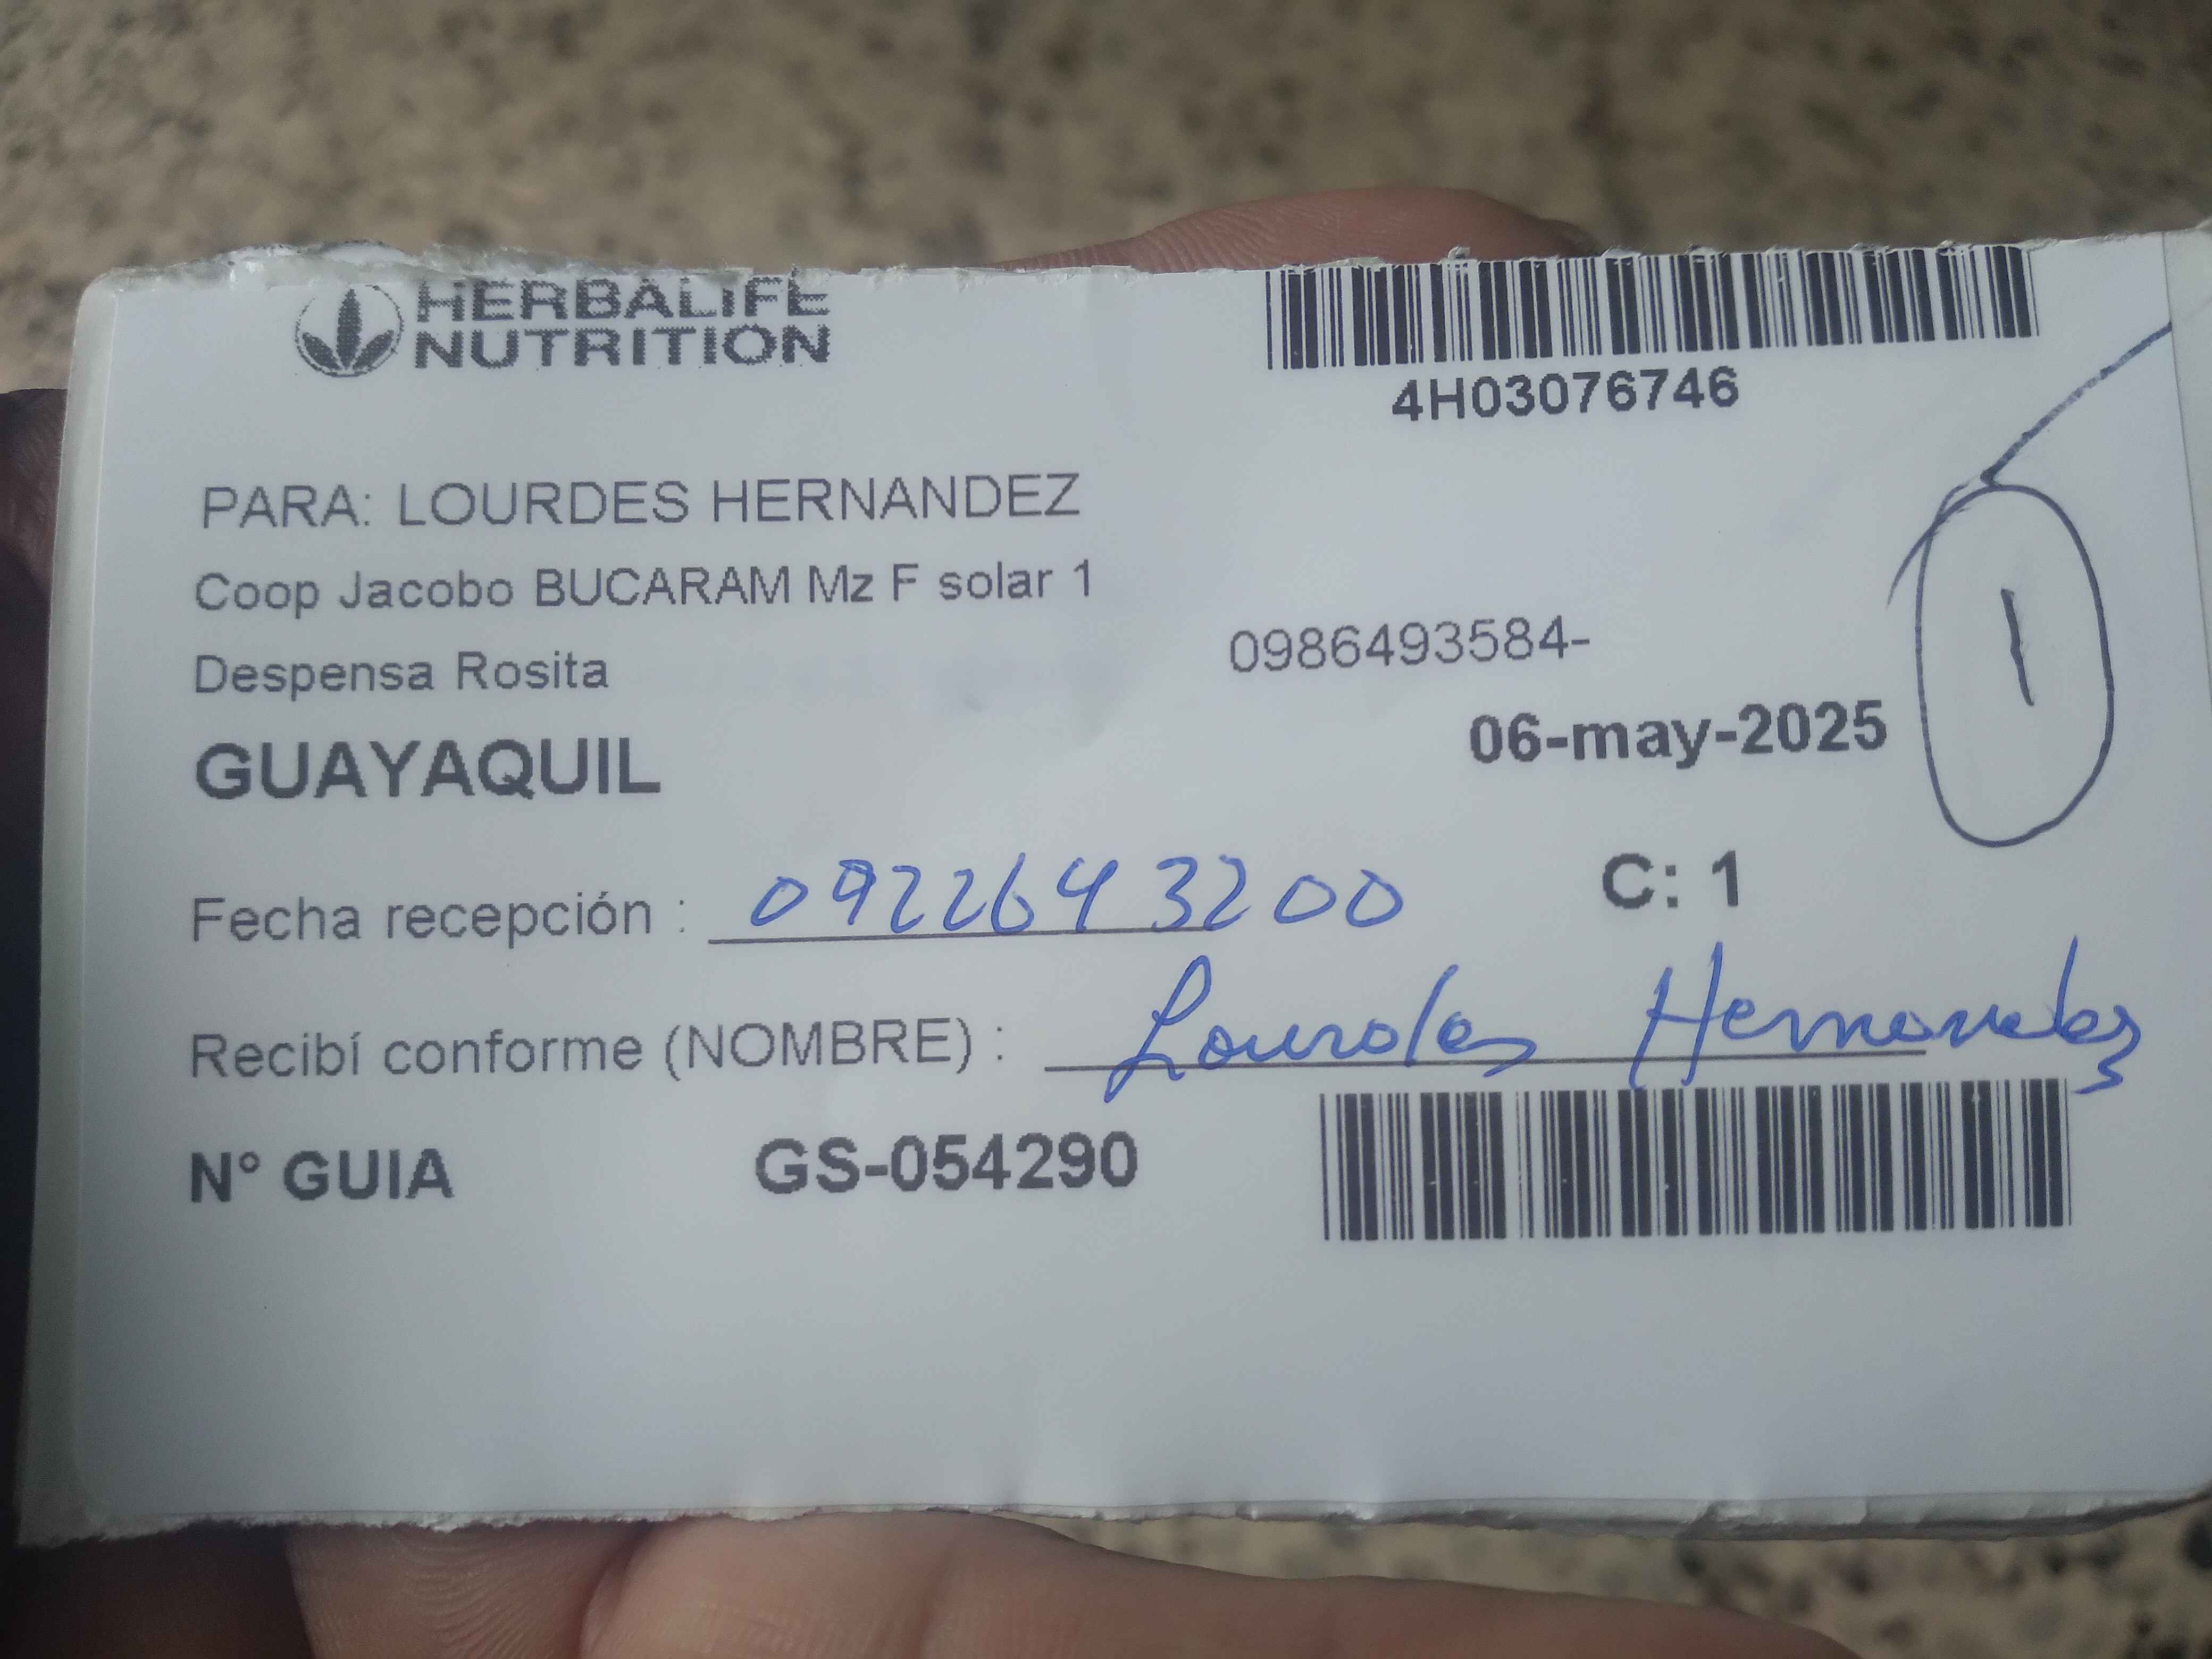 HERBALIFE
NUTRITION
4H03076746
PARA: LOURDES HERNANDEZ
Coop Jacobo BUCARAM Mz F solar 1
Despensa Rosita
0986493584-
GUAYAQUIL
06-may-2025
1
Fecha recepción : 0922643200
C: 1
Recibí conforme (NOMBRE) : Lourdes Hernandez
N° GUIA GS-054290